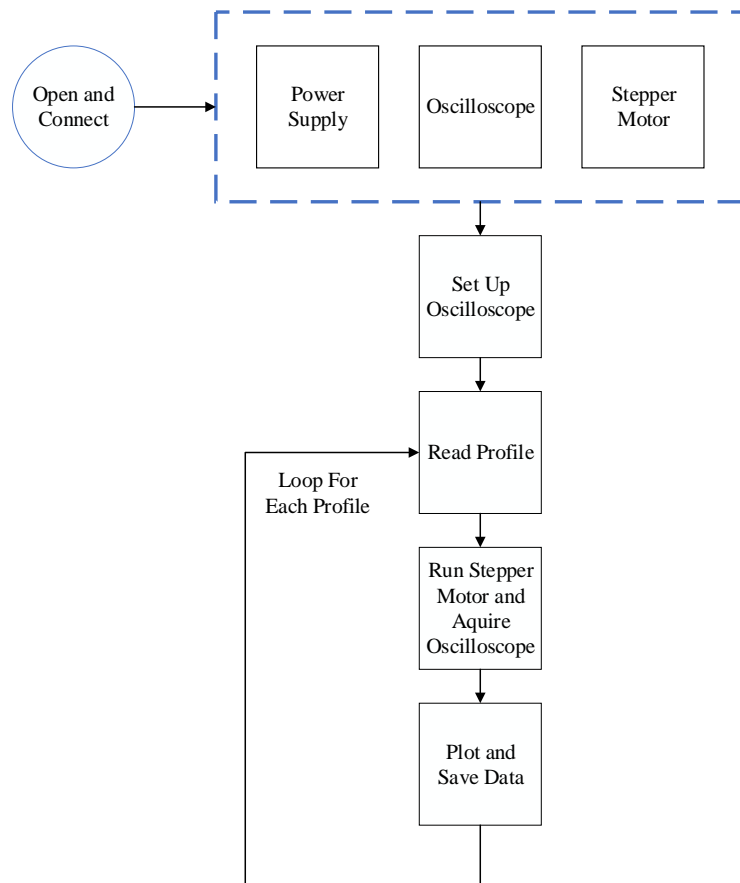 Open and
Connect
Power
Supply
Oscilloscope
Stepper
Motor
Set Up
Oscilloscope
Read Profile
Loop For
Each Profile
Run Stepper
Motor and
Aquire
Oscilloscope
Plot and
Save Data